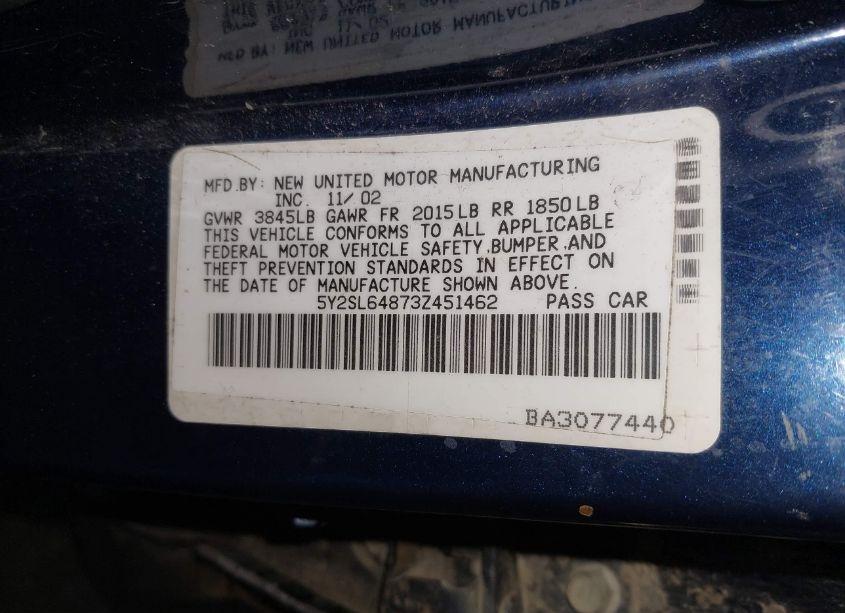 MFD.BY: NEW UNITED MOTOR MANUFACTURING
INC. 11/02
GVWR 3845LB GAWR FR 2015LB RR 1850LB
THIS VEHICLE CONFORMS TO ALL APPLICABLE
FEDERAL MOTOR VEHICLE SAFETY,BUMPER,AND
THEFT PREVENTION STANDARDS IN EFFECT ON
THE DATE OF MANUFACTURE SHOWN ABOVE.
5Y2SL64873Z451462 PASS CAR
BA3077440